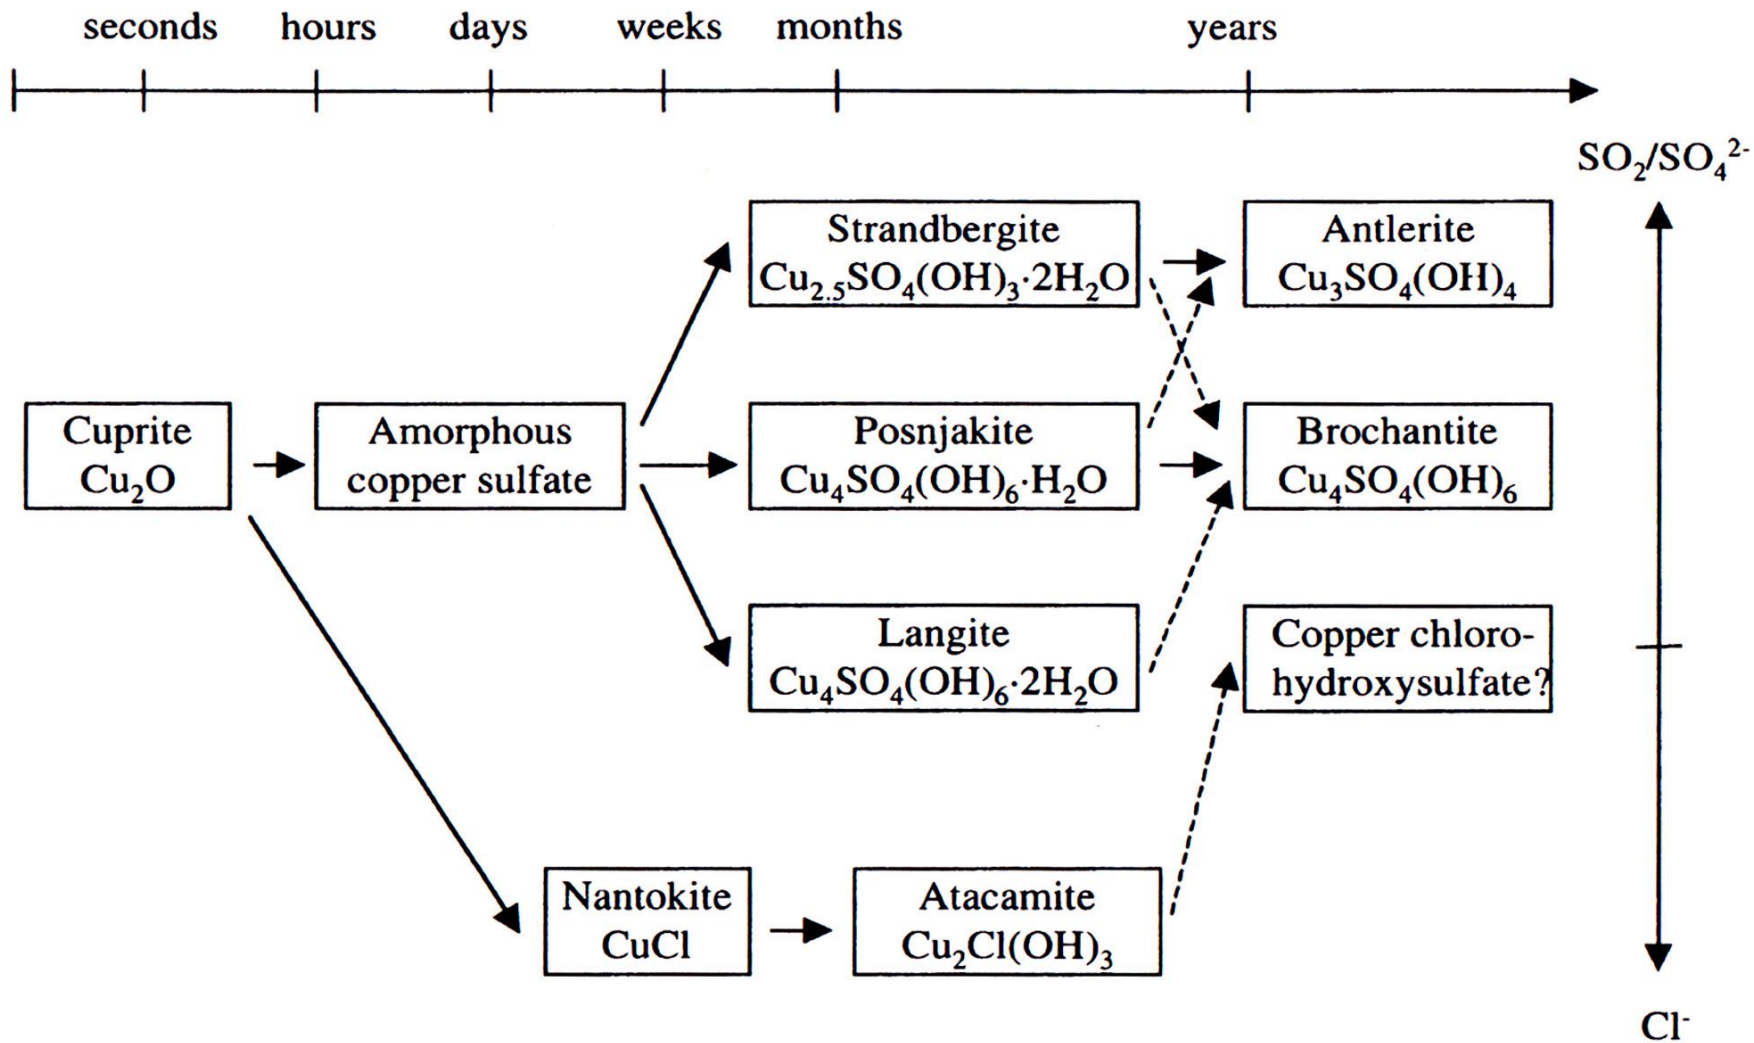 seconds hours days weeks months years
SO₂/SO₄²⁻
Strandbergite
Cu₂.₅SO₄(OH)₃·2H₂O
Antlerite
Cu₃SO₄(OH)₄
Cuprite
Cu₂O
Amorphous
copper sulfate
Posnjakite
Cu₄SO₄(OH)₆·H₂O
Brochantite
Cu₄SO₄(OH)₆
Langite
Cu₄SO₄(OH)₆·2H₂O
Copper chloro-
hydroxysulfate?
Nantokite
CuCl
Atacamite
Cu₂Cl(OH)₃
Cl⁻